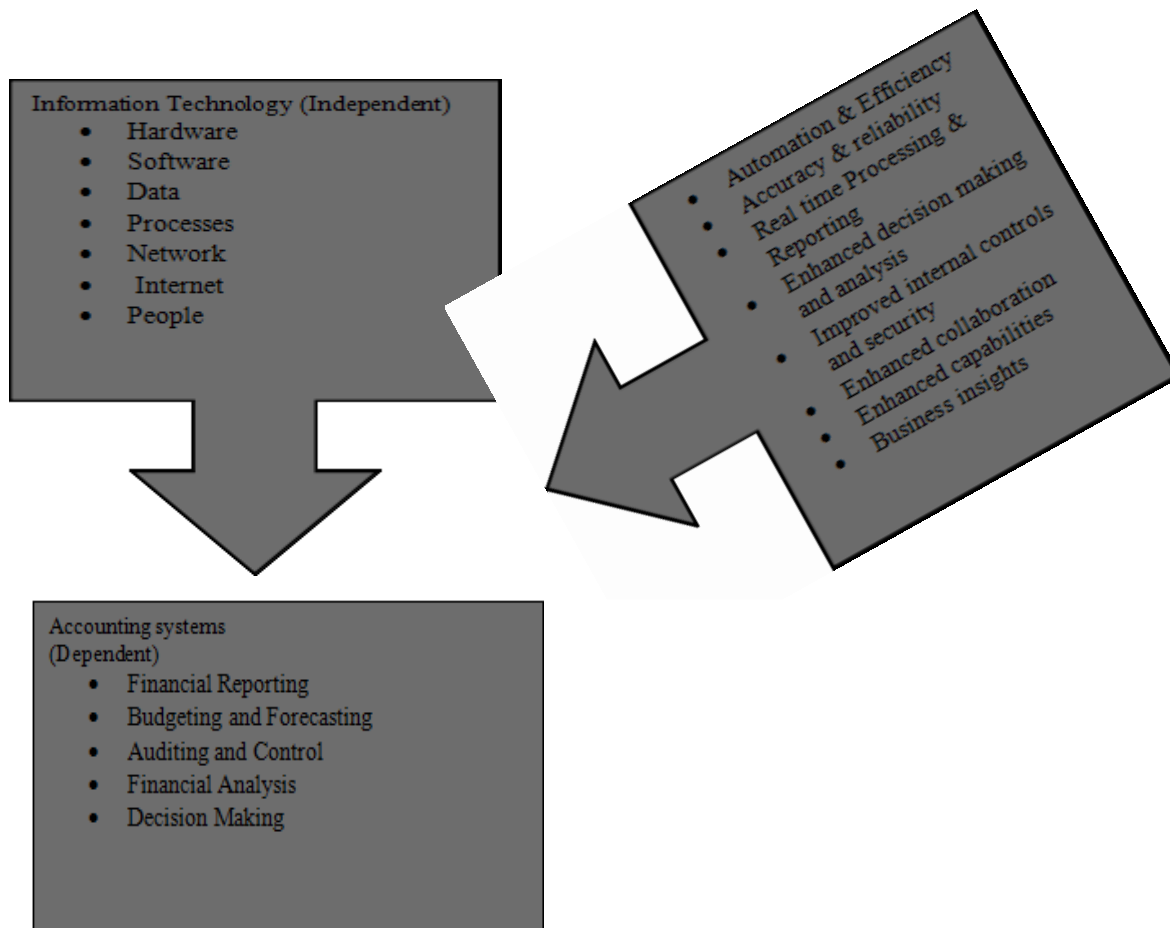 Information Technology (Independent)
• Hardware
• Software
• Data
• Processes
• Network
• Internet
• People
• Automation & Efficiency
• Accuracy & reliability
• Real time Processing &
Reporting
• Enhanced decision making
and analysis
• Improved internal controls
and security
• Enhanced collaboration
• Enhanced capabilities
• Business insights
Accounting systems
(Dependent)
• Financial Reporting
• Budgeting and Forecasting
• Auditing and Control
• Financial Analysis
• Decision Making